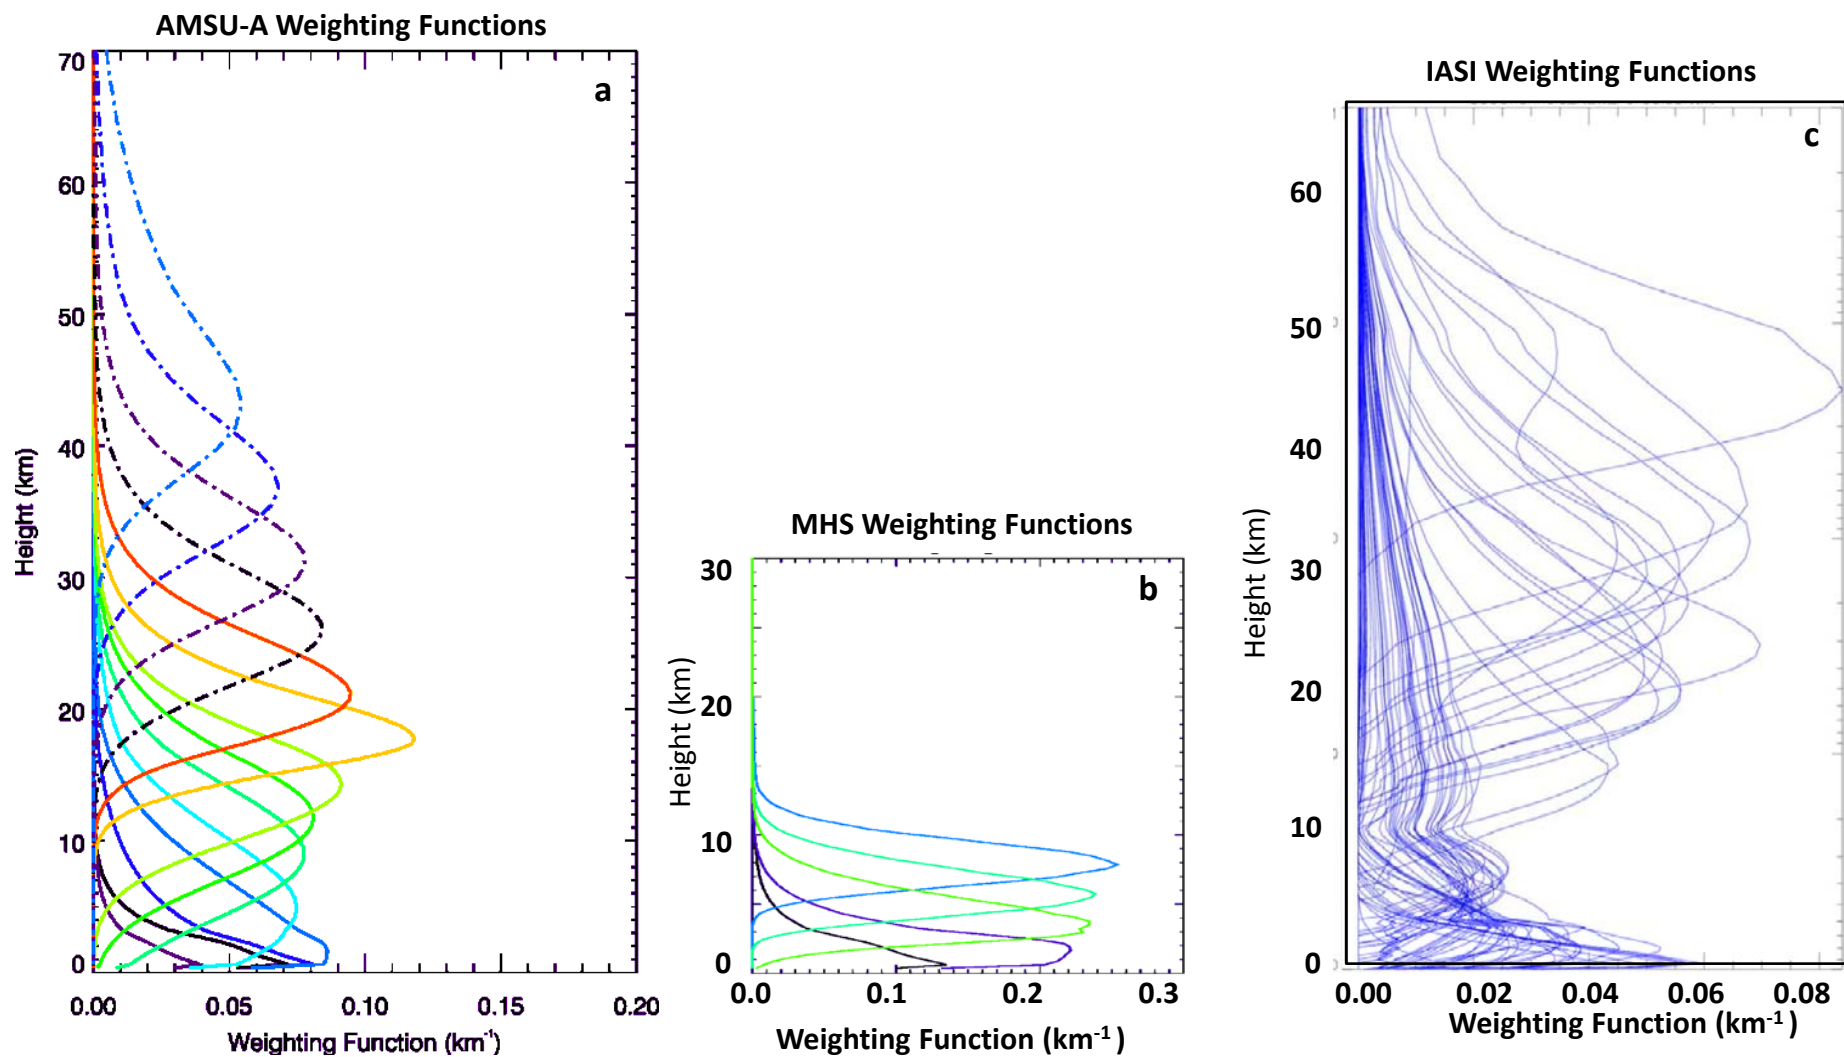 AMSU-A Weighting Functions
a
70
60
50
40
30
20
10
0
Height (km)
0.00 0.05 0.10 0.15 0.20
Weighting Function (km-1)
MHS Weighting Functions
b
30
20
10
0
Height (km)
0.0 0.1 0.2 0.3
Weighting Function (km-1 )
IASI Weighting Functions
c
60
50
40
30
20
10
0
Height (km)
0.00 0.02 0.04 0.06 0.08
Weighting Function (km-1 )